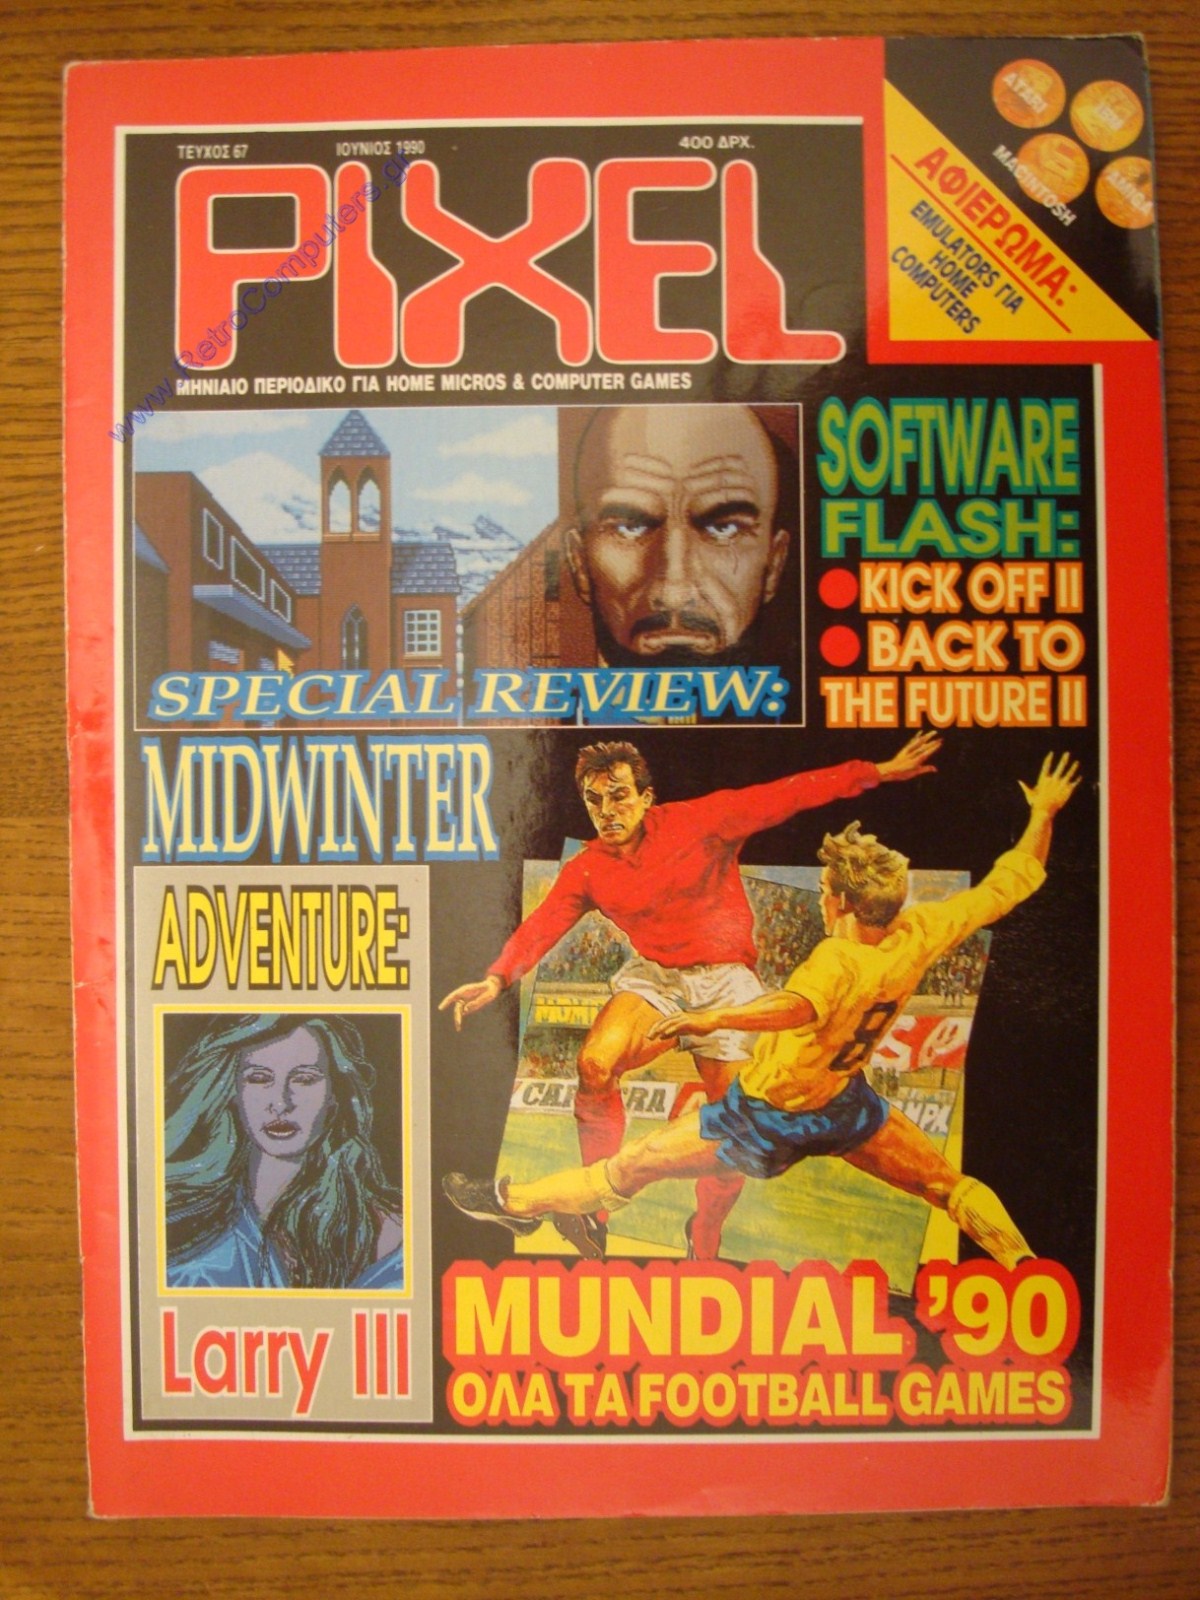 ΤΕΥΧΟΣ 67 ΙΟΥΝΙΟΣ 1990 400 ΔΡΧ.
PIXEL
ΜΗΝΙΑΙΟ ΠΕΡΙΟΔΙΚΟ ΓΙΑ HOME MICROS & COMPUTER GAMES
www.RetroComputers.gr
ATARI
IBM
MACINTOSH
AMIGA
ΑΦΙΕΡΩΜΑ:
EMULATORS ΓΙΑ
HOME
COMPUTERS
SOFTWARE
FLASH:
KICK OFF II
BACK TO
THE FUTURE II
SPECIAL REVIEW:
MIDWINTER
ADVENTURE:
Larry III
8
MUNDIAL '90
ΟΛΑ ΤΑ FOOTBALL GAMES